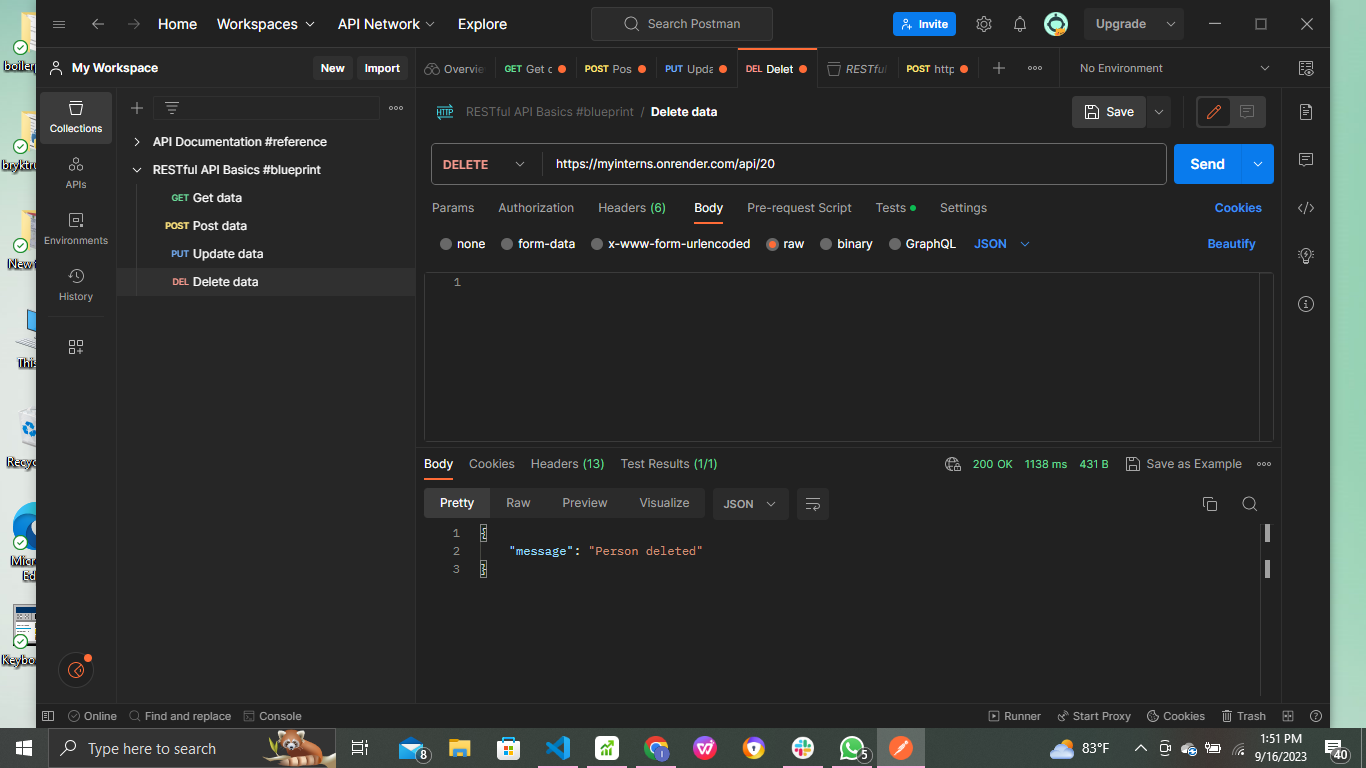 Home Workspaces API Network Explore Search Postman Invite Upgrade
My Workspace New Import Overvie GET Get c POST Pos PUT Upda DEL Delet RESTful POST http No Environment
Collections
APIs
Environments
History
API Documentation #reference
RESTful API Basics #blueprint
GET Get data
POST Post data
PUT Update data
DEL Delete data
HTTP RESTful API Basics #blueprint / Delete data Save
DELETE https://myinterns.onrender.com/api/20 Send
Params Authorization Headers (6) Body Pre-request Script Tests Settings Cookies
none form-data x-www-form-urlencoded raw binary GraphQL JSON Beautify
1
Body Cookies Headers (13) Test Results (1/1) 200 OK 1138 ms 431 B Save as Example
Pretty Raw Preview Visualize JSON
1 {
2 "message": "Person deleted"
3 }
Online Find and replace Console Runner Start Proxy Cookies Trash
boiler
bryktru
New
This
Recyc
Micro
Ed
Keybo
Type here to search 8 5 83°F 1:51 PM
9/16/2023 40